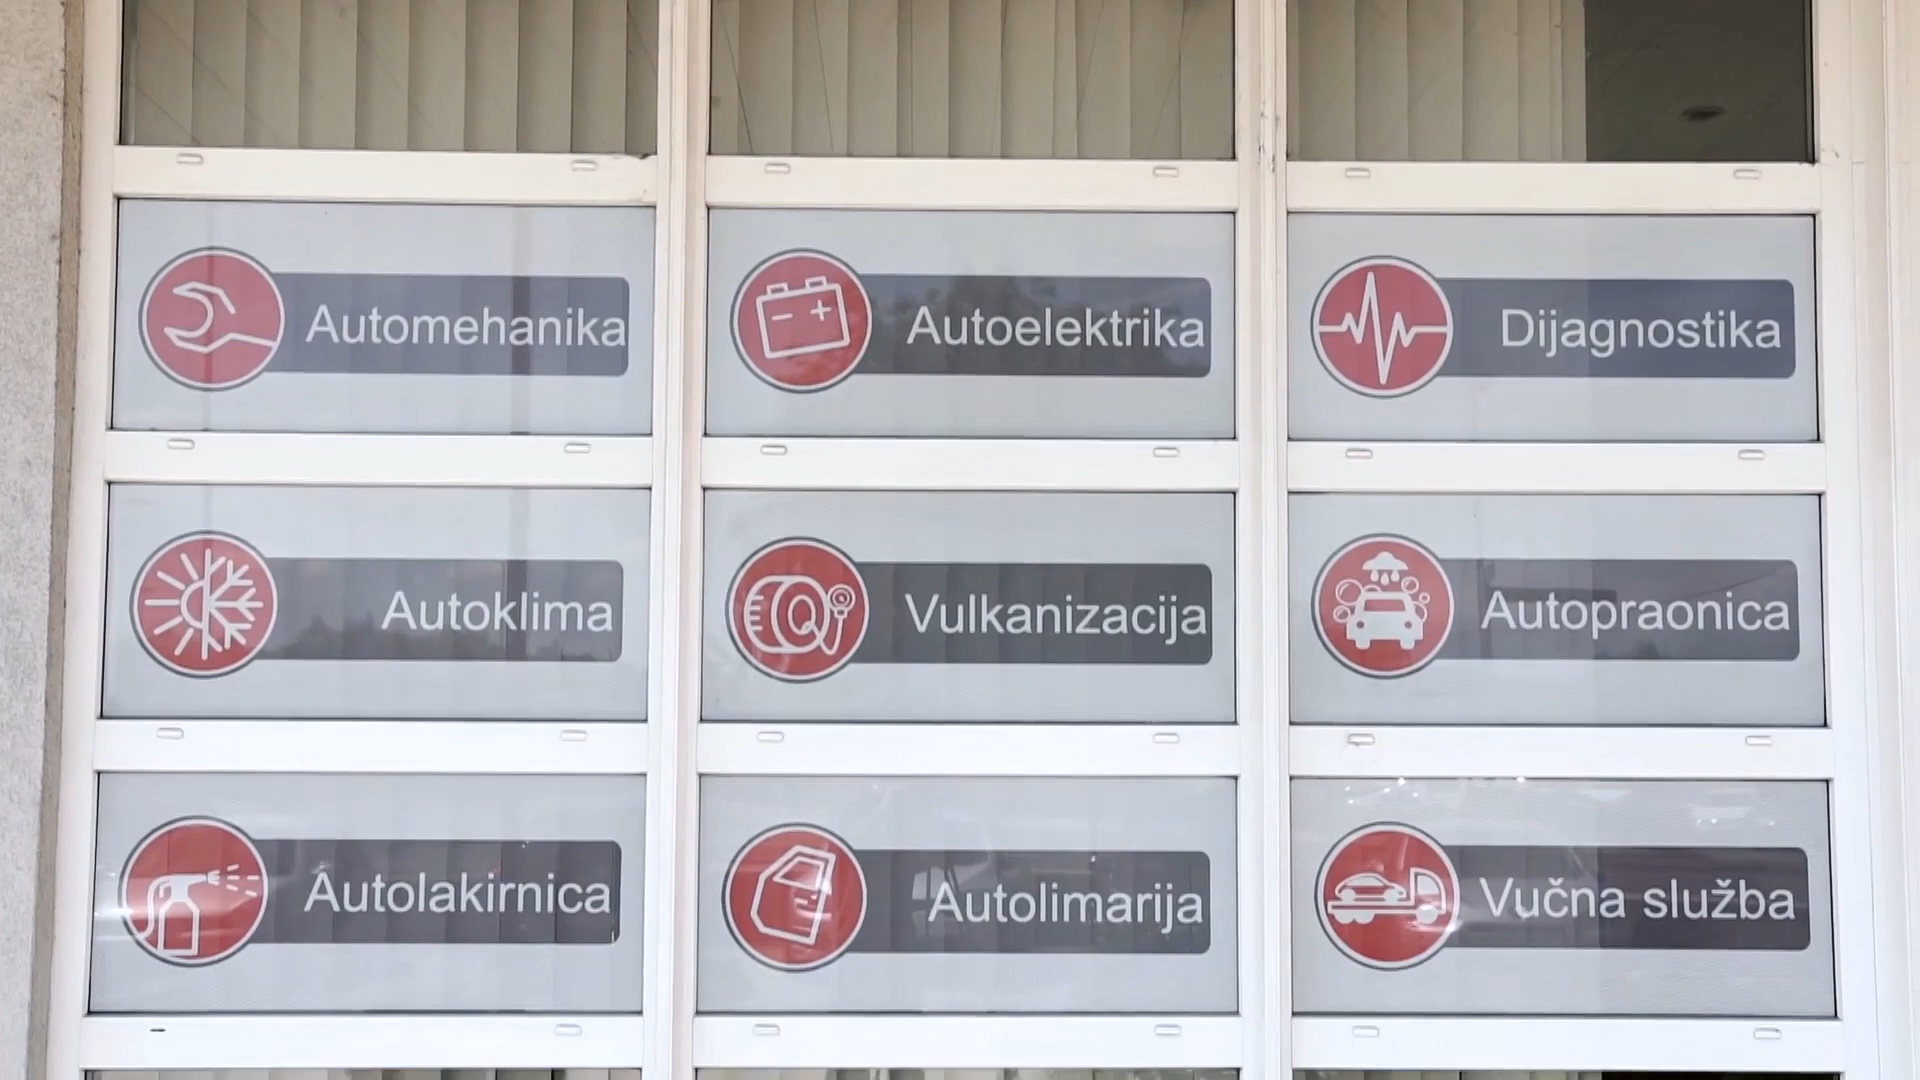 Automehanika
Autoelektrika
Dijagnostika
Autoklima
Vulkanizacija
Autopraonica
Autolakirnica
Autolimarija
Vučna služba